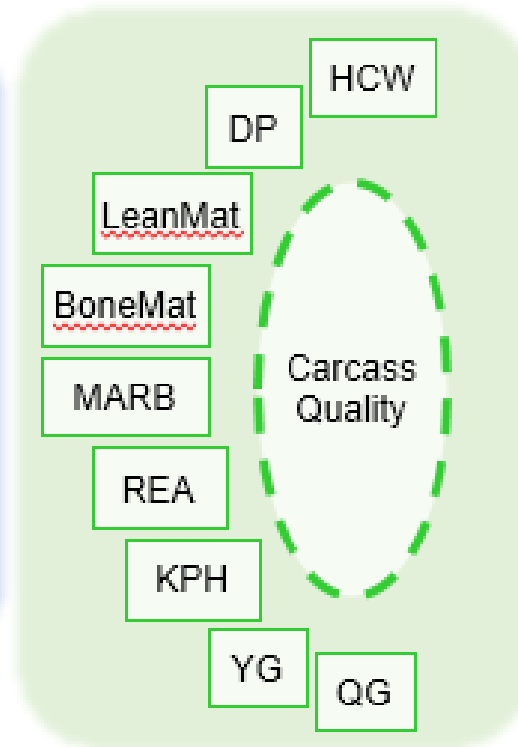 HCW
DP
LeanMat
BoneMat
MARB
REA
KPH
YG
QG
Carcass
Quality